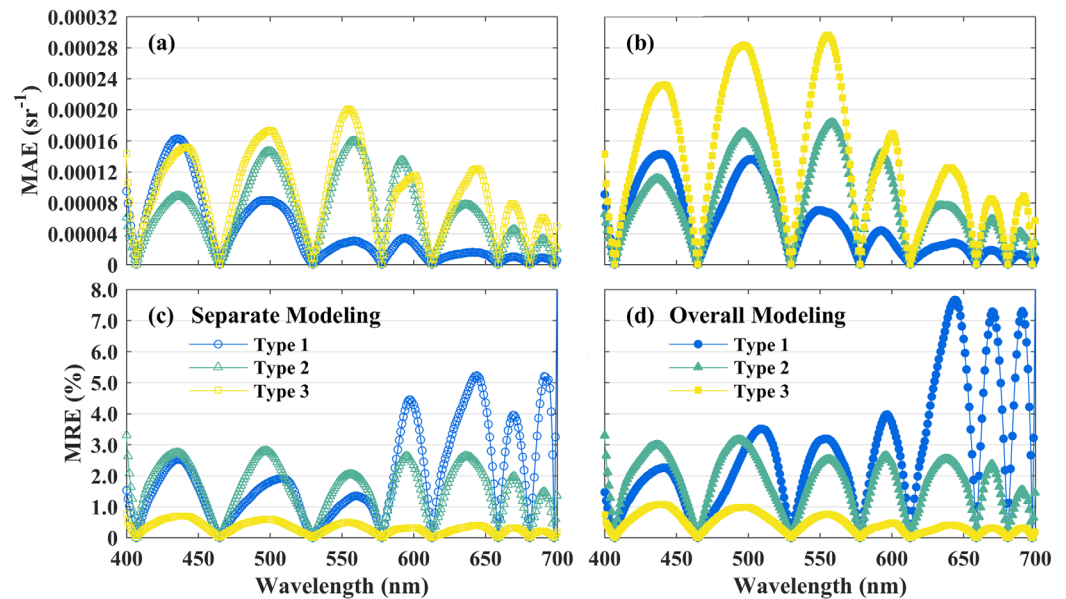 0.00032
0.00028
0.00024
0.00020
0.00016
0.00012
0.00008
0.00004
0
MAE (sr-1)
(a)
(b)
8.0
7.0
6.0
5.0
4.0
3.0
2.0
1.0
0
MRE (%)
(c) Separate Modeling
Type 1
Type 2
Type 3
(d) Overall Modeling
Type 1
Type 2
Type 3
400 450 500 550 600 650 700
400 450 500 550 600 650 700
Wavelength (nm)
Wavelength (nm)